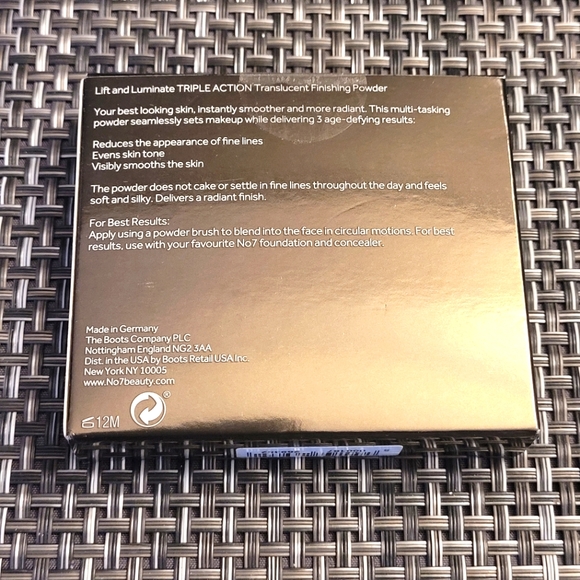 Lift and Luminate TRIPLE ACTION Translucent Finishing Powder
Your best looking skin, instantly smoother and more radiant. This multi-tasking
powder seamlessly sets makeup while delivering 3 age-defying results:
Reduces the appearance of fine lines
Evens skin tone
Visibly smooths the skin
The powder does not cake or settle in fine lines throughout the day and feels
soft and silky. Delivers a radiant finish.
For Best Results:
Apply using a powder brush to blend into the face in circular motions. For best
results, use with your favourite No7 foundation and concealer.
Made in Germany
The Boots Company PLC
Nottingham England NG2 3AA
Dist. in the USA by Boots Retail USA Inc.
New York NY 10005
www.No7beauty.com
12M ®